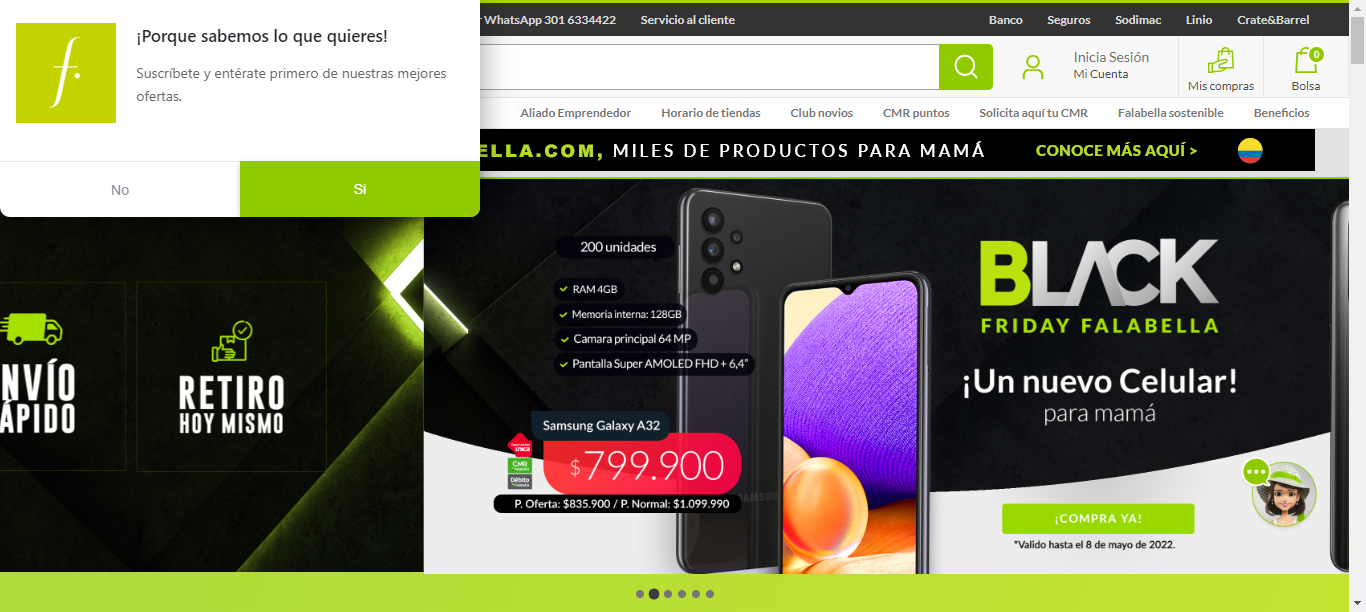 ¡Porque sabemos lo que quieres!
Suscríbete y entérate primero de nuestras mejores
ofertas.
No
Si
WhatsApp 301 6334422
Servicio al cliente
Banco
Seguros
Sodimac
Linio
Crate&Barrel
Inicia Sesión
Mi Cuenta
Mis compras
0
Bolsa
Aliado Emprendedor
Horario de tiendas
Club novios
CMR puntos
Solicita aquí tu CMR
Falabella sostenible
Beneficios
ELLA.COM, MILES DE PRODUCTOS PARA MAMÁ
CONOCE MÁS AQUÍ >
NVÍO
ÁPIDO
RETIRO
HOY MISMO
200 unidades
RAM 4GB
Memoria interna: 128GB
Camara principal 64 MP
Pantalla Super AMOLED FHD + 6,4"
Samsung Galaxy A32
única
CMR
Débito
$799.900
P. Oferta: $835.900 / P. Normal: $1.099.990
SAMSUNG
BLACK
FRIDAY FALABELLA
¡Un nuevo Celular!
para mamá
¡COMPRA YA!
*Valido hasta el 8 de mayo de 2022.